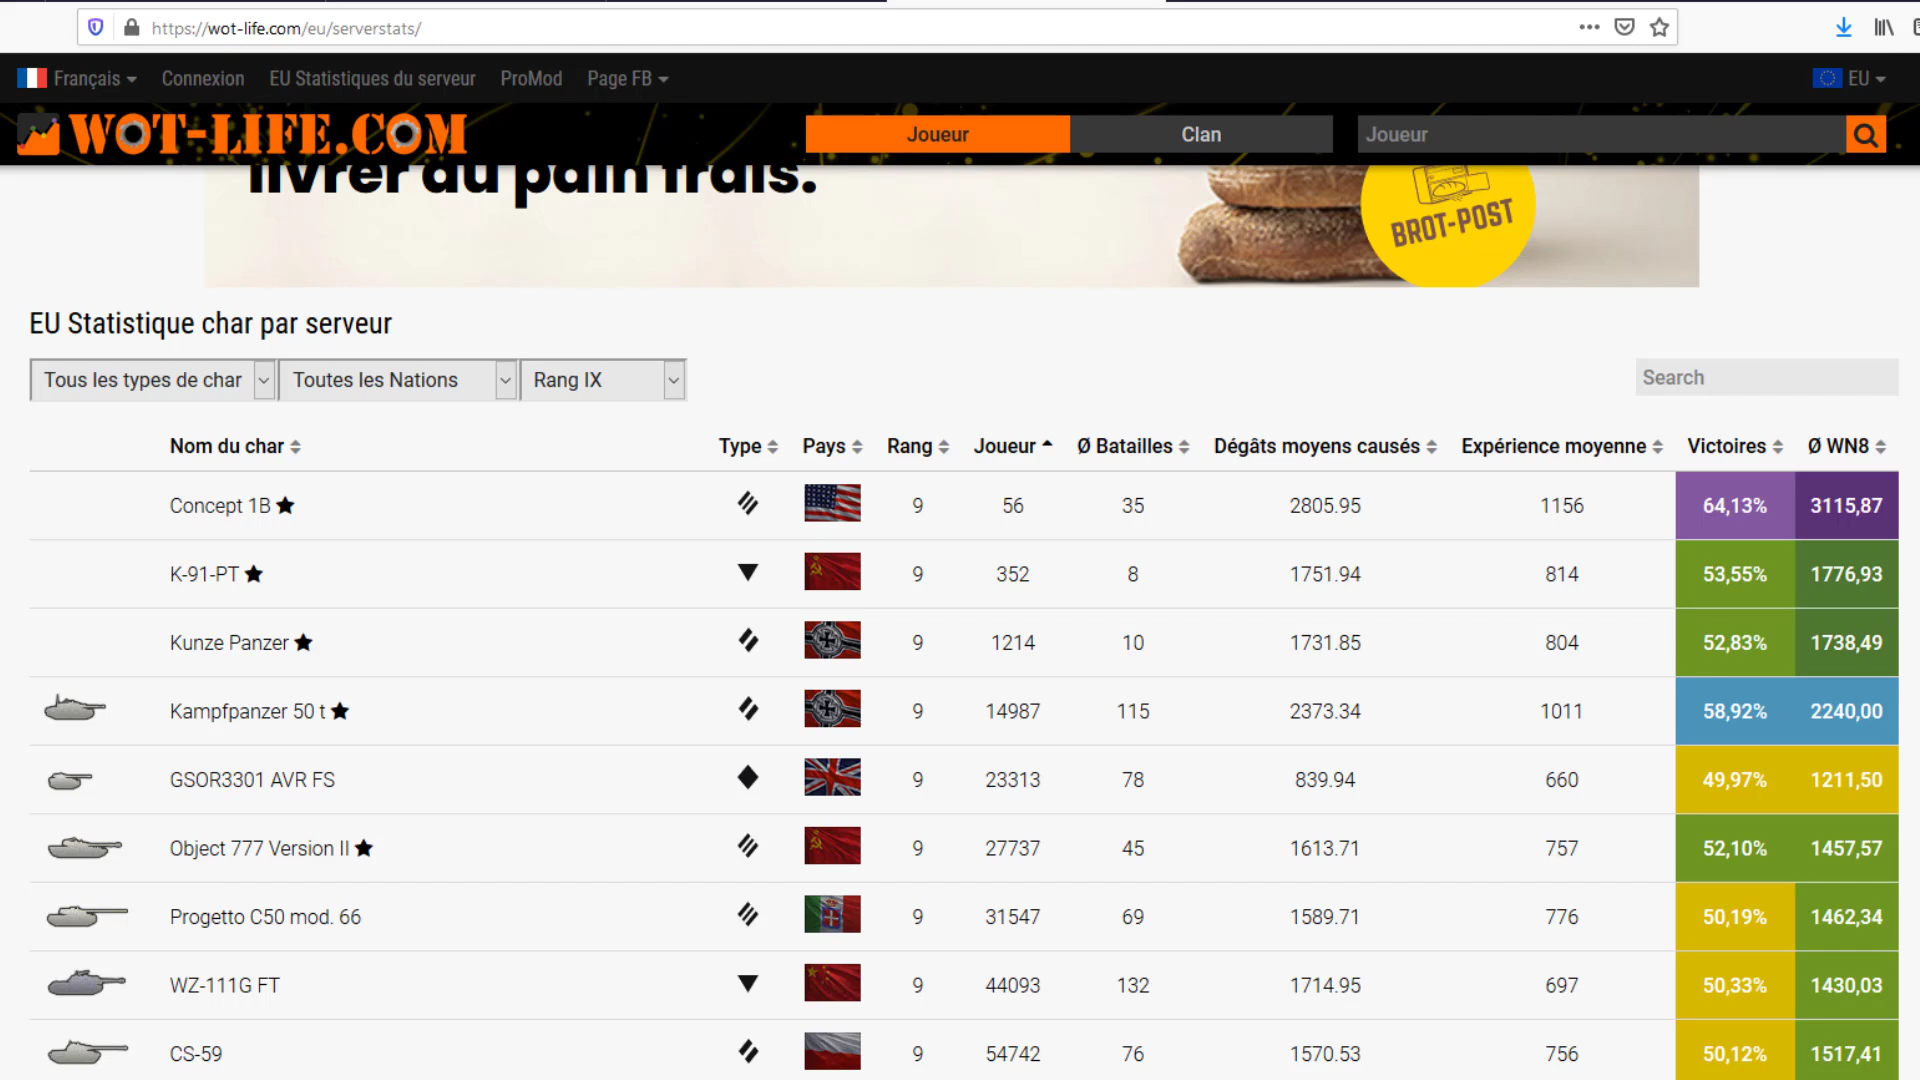 https://wot-life.com/eu/serverstats/
Français Connexion EU Statistiques du serveur ProMod Page FB EU
WOT-LIFE.COM Joueur Clan Joueur
livrer du pain frais.
BROT-POST
EU Statistique char par serveur
Tous les types de char Toutes les Nations Rang IX Search
Nom du char Type Pays Rang Joueur Ø Batailles Dégâts moyens causés Expérience moyenne Victoires Ø WN8
Concept 1B ★ 9 56 35 2805.95 1156 64,13% 3115,87
K-91-PT ★ 9 352 8 1751.94 814 53,55% 1776,93
Kunze Panzer ★ 9 1214 10 1731.85 804 52,83% 1738,49
Kampfpanzer 50 t ★ 9 14987 115 2373.34 1011 58,92% 2240,00
GSOR3301 AVR FS 9 23313 78 839.94 660 49,97% 1211,50
Object 777 Version II ★ 9 27737 45 1613.71 757 52,10% 1457,57
Progetto C50 mod. 66 9 31547 69 1589.71 776 50,19% 1462,34
WZ-111G FT 9 44093 132 1714.95 697 50,33% 1430,03
CS-59 9 54742 76 1570.53 756 50,12% 1517,41